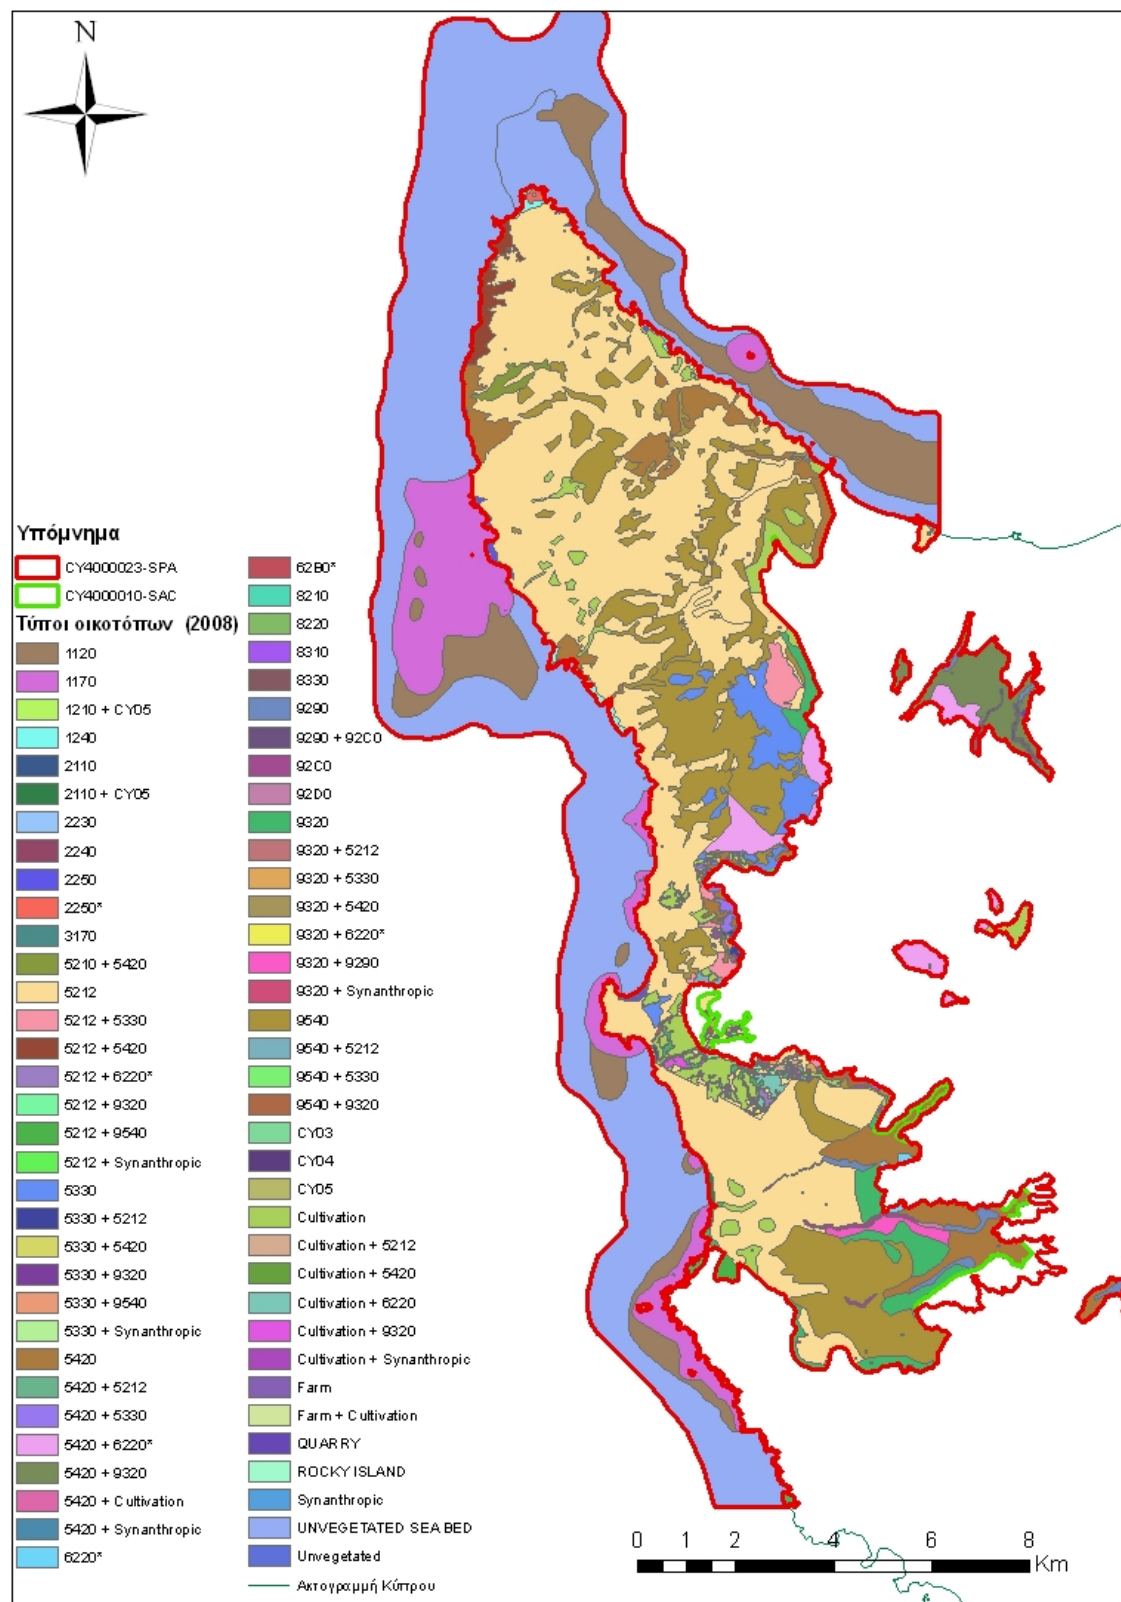 N
Υπόμνημα
CY4000023-SPA
CY4000010-SAC
Τύποι οικοτόπων (2008)
1120
1170
1210 + CY05
1240
2110
2110 + CY05
2230
2240
2250
2250*
3170
5210 + 5420
5212
5212 + 5330
5212 + 5420
5212 + 6220*
5212 + 9320
5212 + 9540
5212 + Synanthropic
5330
5330 + 5212
5330 + 5420
5330 + 9320
5330 + 9540
5330 + Synanthropic
5420
5420 + 5212
5420 + 5330
5420 + 6220*
5420 + 9320
5420 + Cultivation
5420 + Synanthropic
6220*
62B0*
8210
8220
8310
8330
9290
9290 + 92C0
92C0
92D0
9320
9320 + 5212
9320 + 5330
9320 + 5420
9320 + 6220*
9320 + 9290
9320 + Synanthropic
9540
9540 + 5212
9540 + 5330
9540 + 9320
CY03
CY04
CY05
Cultivation
Cultivation + 5212
Cultivation + 5420
Cultivation + 6220
Cultivation + 9320
Cultivation + Synanthropic
Farm
Farm + Cultivation
QUARRY
ROCKY ISLAND
Synanthropic
UNVEGETATED SEA BED
Unvegetated
Ακτογραμμή Κύπρου
0 1 2 4 6 8
Km